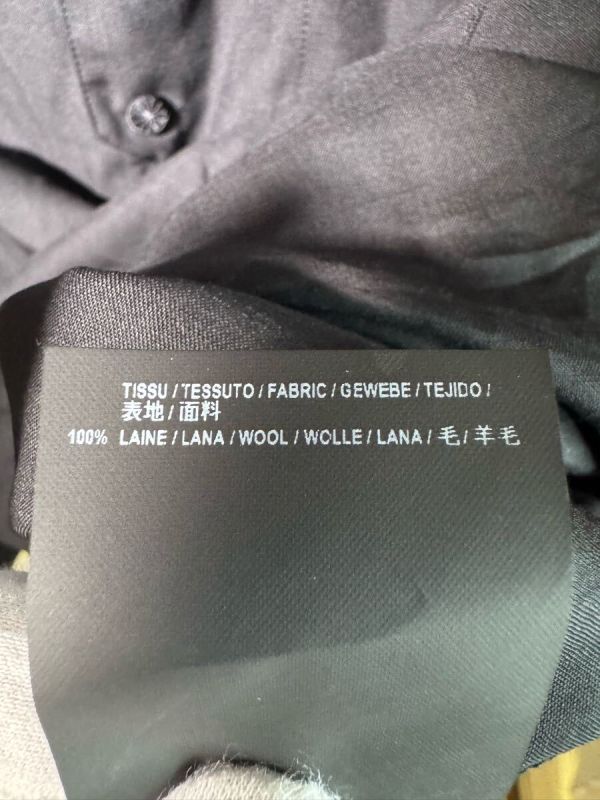 TISSU / TESSUTO / FABRIC / GEWEBE / TEJIDO /
表地 / 面料
100% LAINE / LANA / WOOL / WOLLE / LANA / 毛 / 羊毛